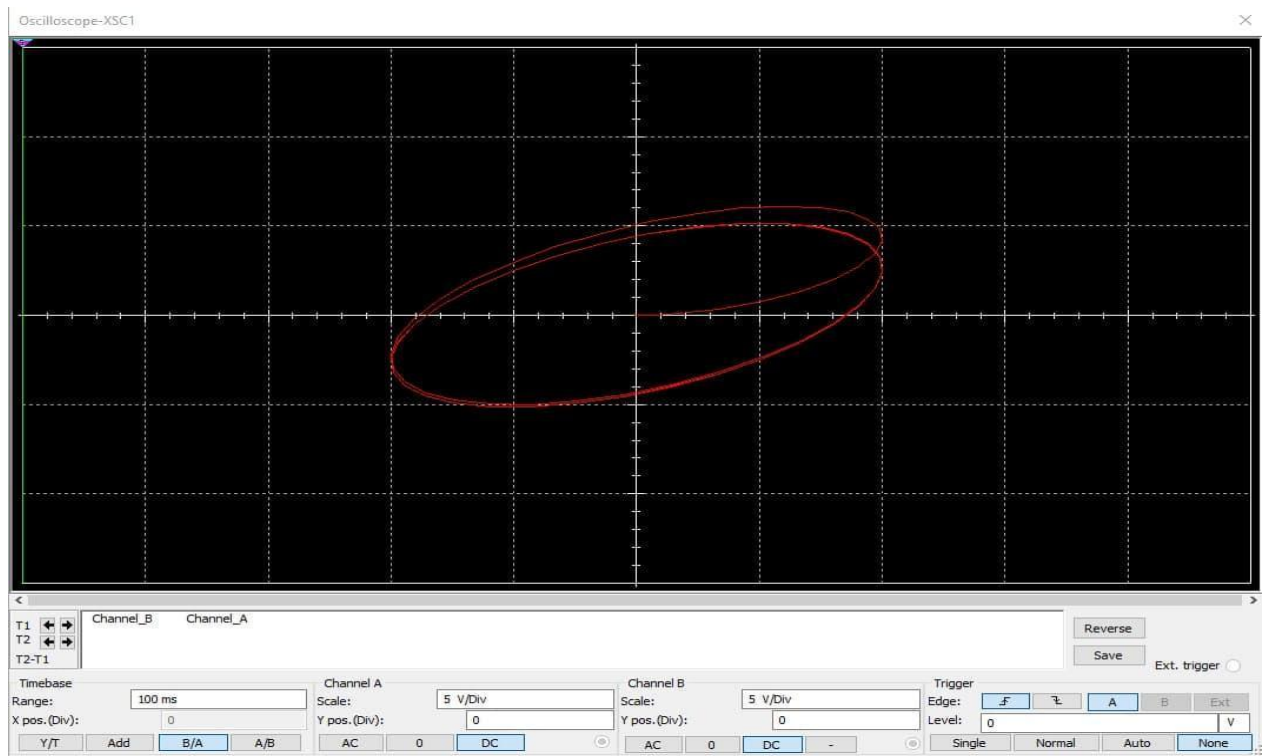 Oscilloscope-XSC1
T1
T2
T2-T1
Channel_B Channel_A
Reverse
Save
Ext. trigger
Timebase
Range: 100 ms
X pos.(Div): 0
Y/T Add B/A A/B
Channel A
Scale: 5 V/Div
Y pos.(Div): 0
AC 0 DC
Channel B
Scale: 5 V/Div
Y pos.(Div): 0
AC 0 DC -
Trigger
Edge: A B Ext
Level: 0 V
Single Normal Auto None